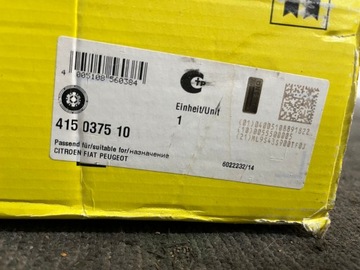 4 005108 560384
Einheit/Unit
1
415 0375 10
Passend für/suitable for/назначения
CITROEN FIAT PEUGEOT
6022232/14